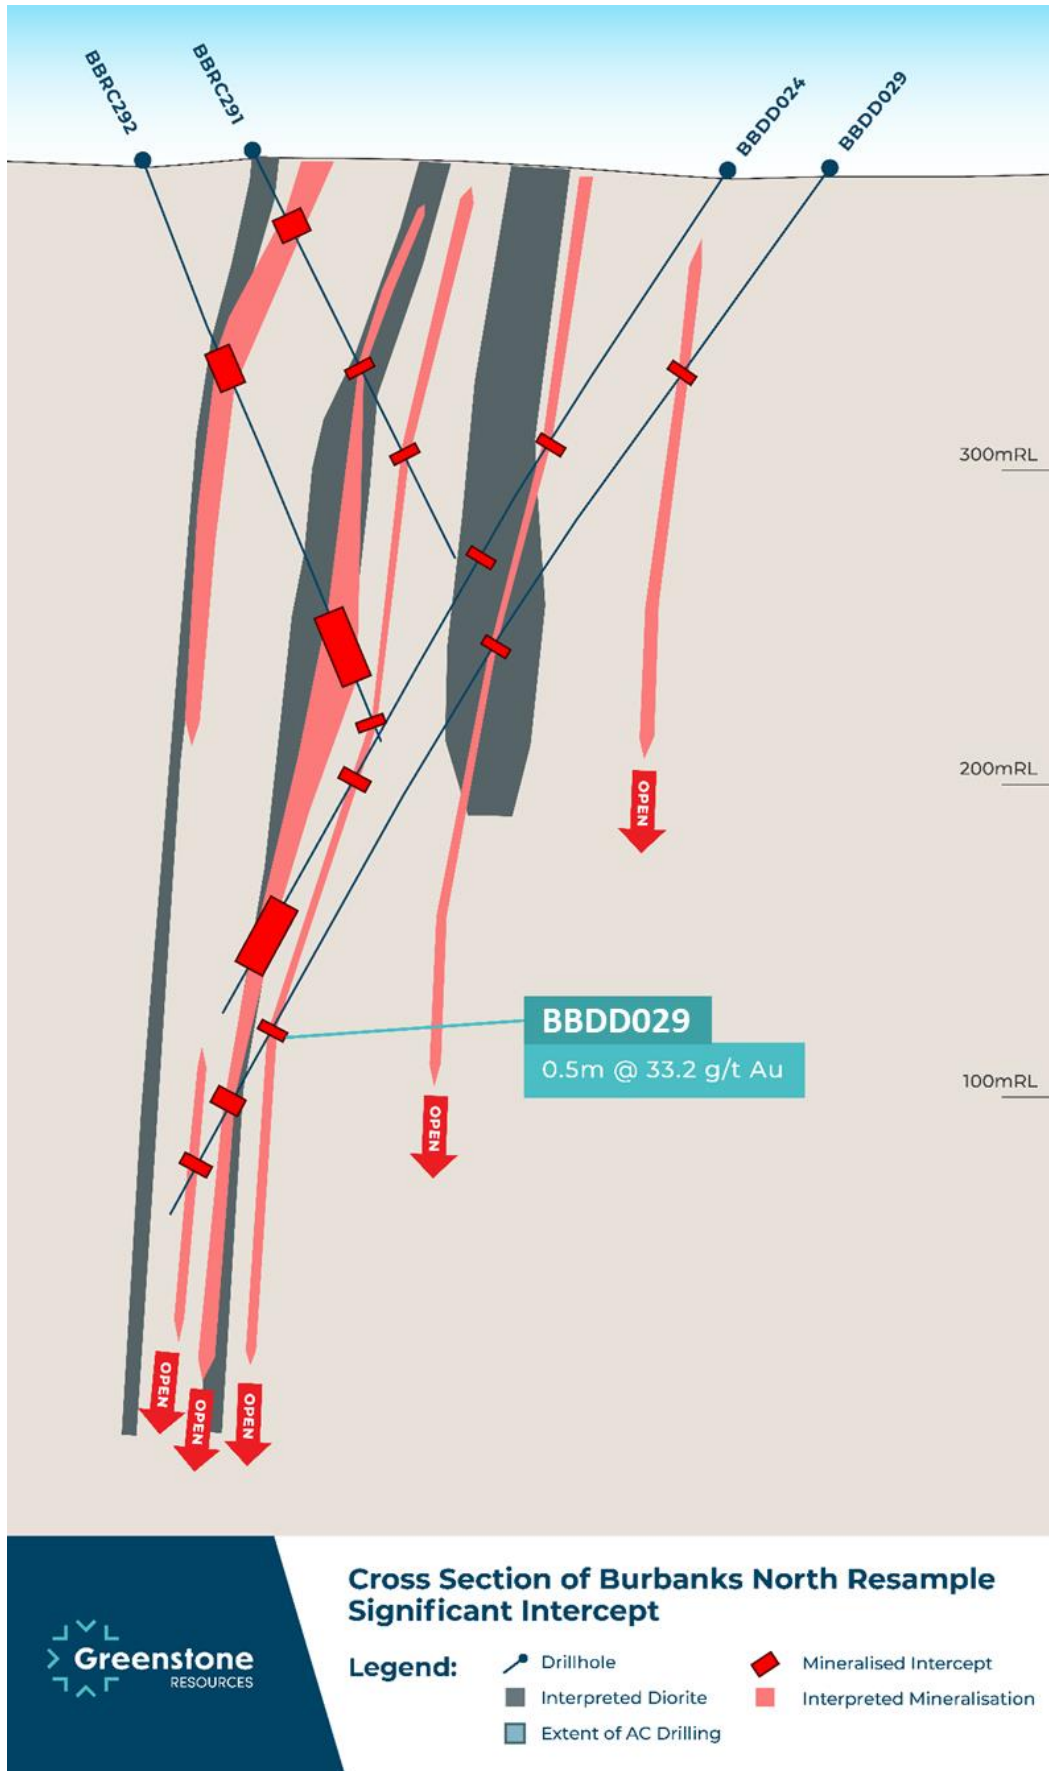 BBRC292
BBRC291
BBDD024
BBDD029
300mRL
200mRL
OPEN
BBDD029
0.5m @ 33.2 g/t Au
100mRL
OPEN
OPEN
OPEN
OPEN
Cross Section of Burbanks North Resample
Significant Intercept
Greenstone
RESOURCES
Legend:
Drillhole
Mineralised Intercept
Interpreted Diorite
Interpreted Mineralisation
Extent of AC Drilling